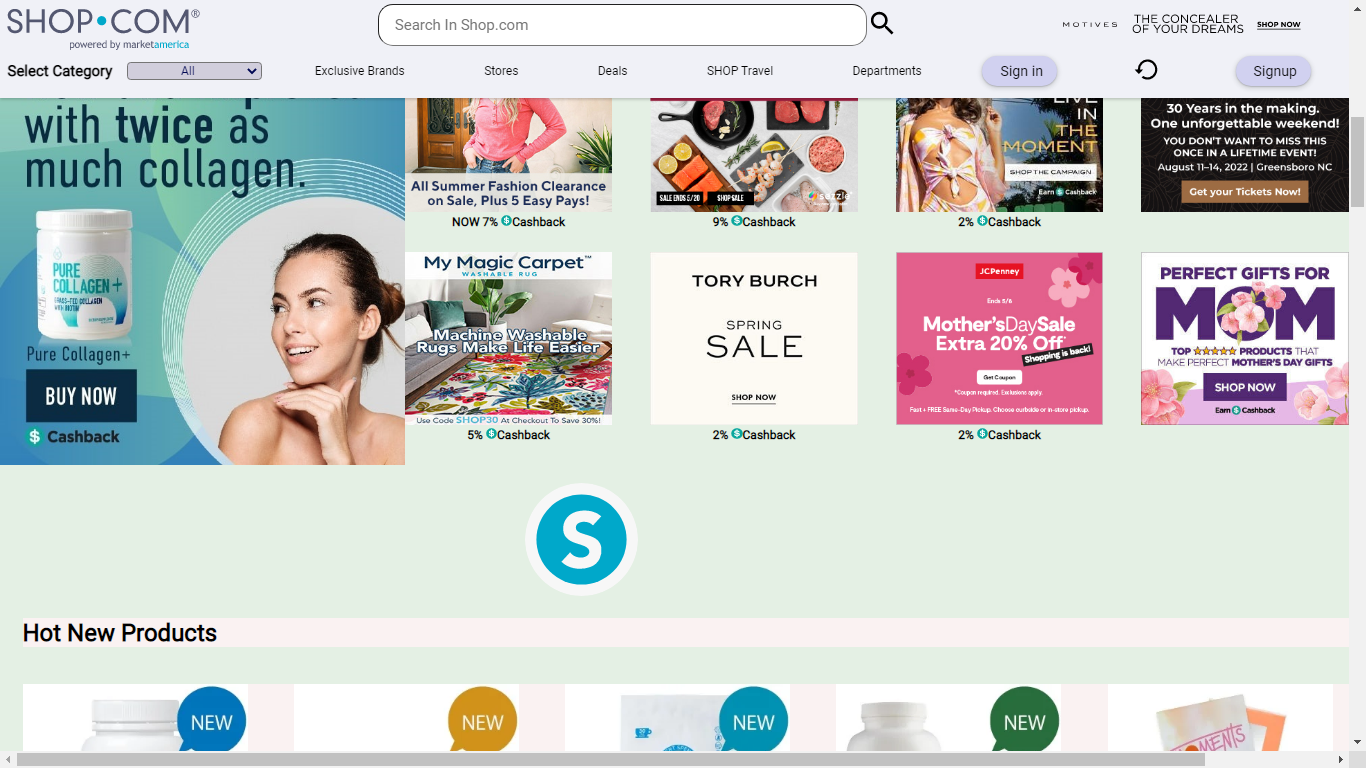 SHOP•COM®
powered by marketamerica
Search In Shop.com
MOTIVES
THE CONCEALER
OF YOUR DREAMS
SHOP NOW
Select Category
All
Exclusive Brands
Stores
Deals
SHOP Travel
Departments
Sign in
Signup
with twice as
much collagen.
PURE
COLLAGEN+
GRASS-FED COLLAGEN
WITH BIOTIN
Pure Collagen+
BUY NOW
$ Cashback
All Summer Fashion Clearance
on Sale, Plus 5 Easy Pays!
NOW 7% $Cashback
SALE ENDS 5/20
SHOP SALE
sezzle
9% $Cashback
LIVE
IN
THE
MOMENT
SHOP THE CAMPAIGN
Earn $ Cashback
2% $Cashback
30 Years in the making.
One unforgettable weekend!
YOU DON'T WANT TO MISS THIS
ONCE IN A LIFETIME EVENT!
August 11–14, 2022 | Greensboro NC
Get your Tickets Now!
My Magic Carpet™
WASHABLE RUG
Machine Washable
Rugs Make Life Easier
Use Code SHOP30 At Checkout To Save 30%!
5% $Cashback
TORY BURCH
SPRING
SALE
SHOP NOW
2% $Cashback
JCPenney
Ends 5/8
Mother'sDaySale
Extra 20% Off*
Shopping is back!
Get Coupon
*Coupon required. Exclusions apply.
Fast + FREE Same-Day Pickup. Choose curbside or in-store pickup.
2% $Cashback
PERFECT GIFTS FOR
MOM
TOP ★★★★★ PRODUCTS THAT
MAKE PERFECT MOTHER'S DAY GIFTS
SHOP NOW
Earn $ Cashback
S
Hot New Products
NEW
NEW
NEW
NEW
MOMENTS